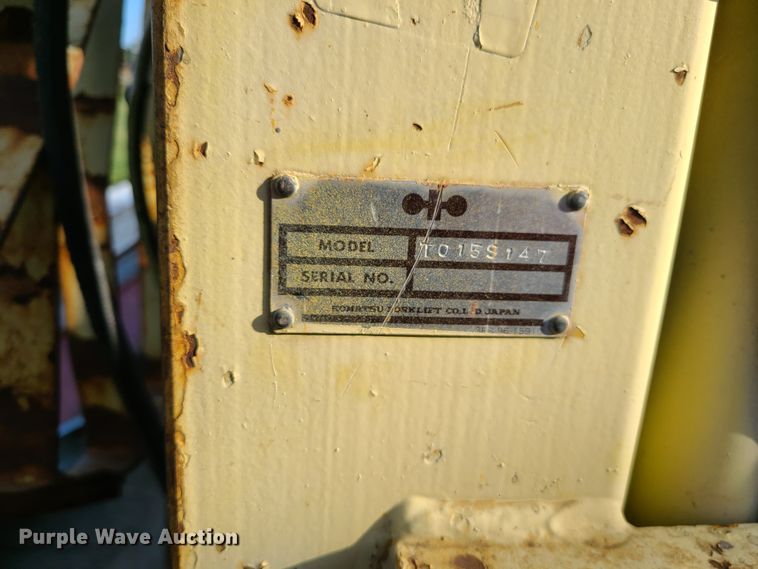 MODEL TO15S147
SERIAL NO.
KOMATSU FORKLIFT CO.LTD JAPAN
Purple Wave Auction